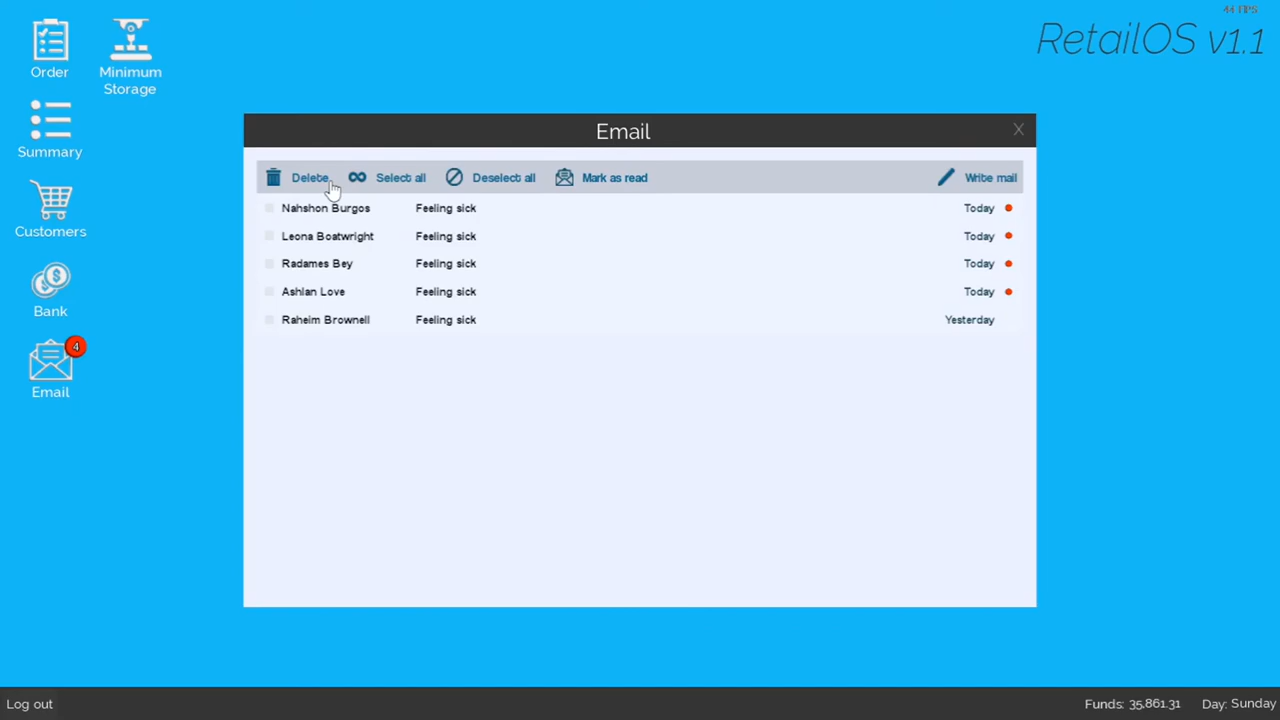 44 TPS
RetailOS v1.1
Order
Minimum
Storage
Summary
Customers
Bank
4
Email
Email
X
Delete Select all Deselect all Mark as read Write mail
Nahshon Burgos Feeling sick Today
Leona Boatwright Feeling sick Today
Radames Bey Feeling sick Today
Ashlan Love Feeling sick Today
Raheim Brownell Feeling sick Yesterday
Log out Funds: 35,861.31 Day: Sunday